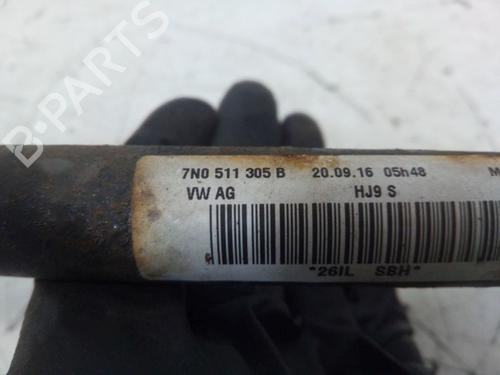 B-PARTS
7N0 511 305 B 20.09.16 05h48 M
VW AG HJ9 S
*26IL SBH*